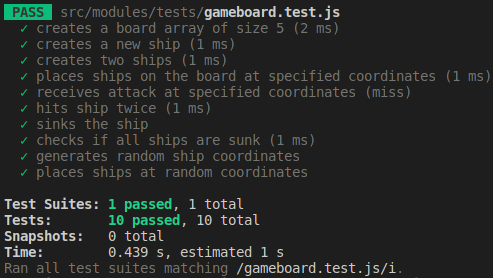 PASS src/modules/tests/gameboard.test.js
✓ creates a board array of size 5 (2 ms)
✓ creates a new ship (1 ms)
✓ creates two ships (1 ms)
✓ places ships on the board at specified coordinates (1 ms)
✓ receives attack at specified coordinates (miss)
✓ hits ship twice (1 ms)
✓ sinks the ship
✓ checks if all ships are sunk (1 ms)
✓ generates random ship coordinates
✓ places ships at random coordinates
Test Suites: 1 passed, 1 total
Tests: 10 passed, 10 total
Snapshots: 0 total
Time: 0.439 s, estimated 1 s
Ran all test suites matching /gameboard.test.js/i.